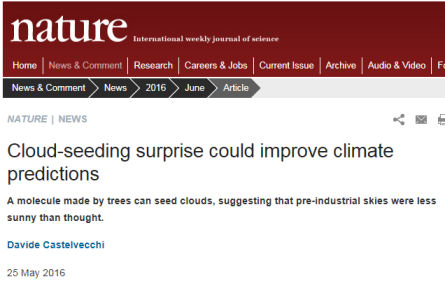 nature International weekly journal of science
Home News & Comment Research Careers & Jobs Current Issue Archive Audio & Video
News & Comment News 2016 June Article
NATURE | NEWS
Cloud-seeding surprise could improve climate
predictions
A molecule made by trees can seed clouds, suggesting that pre-industrial skies were less
sunny than thought.
Davide Castelvecchi
25 May 2016